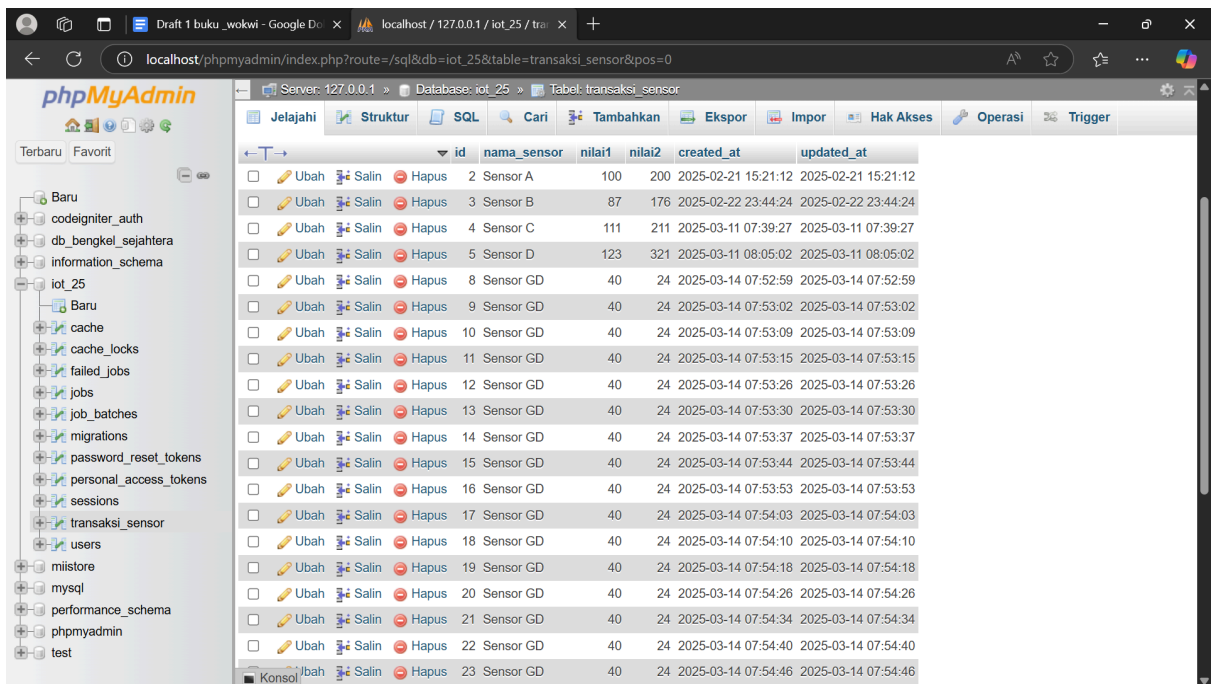 Draft 1 buku _wokwi - Google Do
localhost / 127.0.0.1 / iot_25 / tra
localhost/phpmyadmin/index.php?route=/sql&db=iot_25&table=transaksi_sensor&pos=0
phpMyAdmin
Terbaru Favorit
Baru
codeigniter_auth
db_bengkel_sejahtera
information_schema
iot_25
Baru
cache
cache_locks
failed_jobs
jobs
job_batches
migrations
password_reset_tokens
personal_access_tokens
sessions
transaksi_sensor
users
miistore
mysql
performance_schema
phpmyadmin
test
Server: 127.0.0.1 » Database: iot_25 » Tabel: transaksi_sensor
Jelajahi Struktur SQL Cari Tambahkan Ekspor Impor Hak Akses Operasi Trigger
id nama_sensor nilai1 nilai2 created_at updated_at
Ubah Salin Hapus 2 Sensor A 100 200 2025-02-21 15:21:12 2025-02-21 15:21:12
Ubah Salin Hapus 3 Sensor B 87 176 2025-02-22 23:44:24 2025-02-22 23:44:24
Ubah Salin Hapus 4 Sensor C 111 211 2025-03-11 07:39:27 2025-03-11 07:39:27
Ubah Salin Hapus 5 Sensor D 123 321 2025-03-11 08:05:02 2025-03-11 08:05:02
Ubah Salin Hapus 8 Sensor GD 40 24 2025-03-14 07:52:59 2025-03-14 07:52:59
Ubah Salin Hapus 9 Sensor GD 40 24 2025-03-14 07:53:02 2025-03-14 07:53:02
Ubah Salin Hapus 10 Sensor GD 40 24 2025-03-14 07:53:09 2025-03-14 07:53:09
Ubah Salin Hapus 11 Sensor GD 40 24 2025-03-14 07:53:15 2025-03-14 07:53:15
Ubah Salin Hapus 12 Sensor GD 40 24 2025-03-14 07:53:26 2025-03-14 07:53:26
Ubah Salin Hapus 13 Sensor GD 40 24 2025-03-14 07:53:30 2025-03-14 07:53:30
Ubah Salin Hapus 14 Sensor GD 40 24 2025-03-14 07:53:37 2025-03-14 07:53:37
Ubah Salin Hapus 15 Sensor GD 40 24 2025-03-14 07:53:44 2025-03-14 07:53:44
Ubah Salin Hapus 16 Sensor GD 40 24 2025-03-14 07:53:53 2025-03-14 07:53:53
Ubah Salin Hapus 17 Sensor GD 40 24 2025-03-14 07:54:03 2025-03-14 07:54:03
Ubah Salin Hapus 18 Sensor GD 40 24 2025-03-14 07:54:10 2025-03-14 07:54:10
Ubah Salin Hapus 19 Sensor GD 40 24 2025-03-14 07:54:18 2025-03-14 07:54:18
Ubah Salin Hapus 20 Sensor GD 40 24 2025-03-14 07:54:26 2025-03-14 07:54:26
Ubah Salin Hapus 21 Sensor GD 40 24 2025-03-14 07:54:34 2025-03-14 07:54:34
Ubah Salin Hapus 22 Sensor GD 40 24 2025-03-14 07:54:40 2025-03-14 07:54:40
Ubah Salin Hapus 23 Sensor GD 40 24 2025-03-14 07:54:46 2025-03-14 07:54:46
Konsol